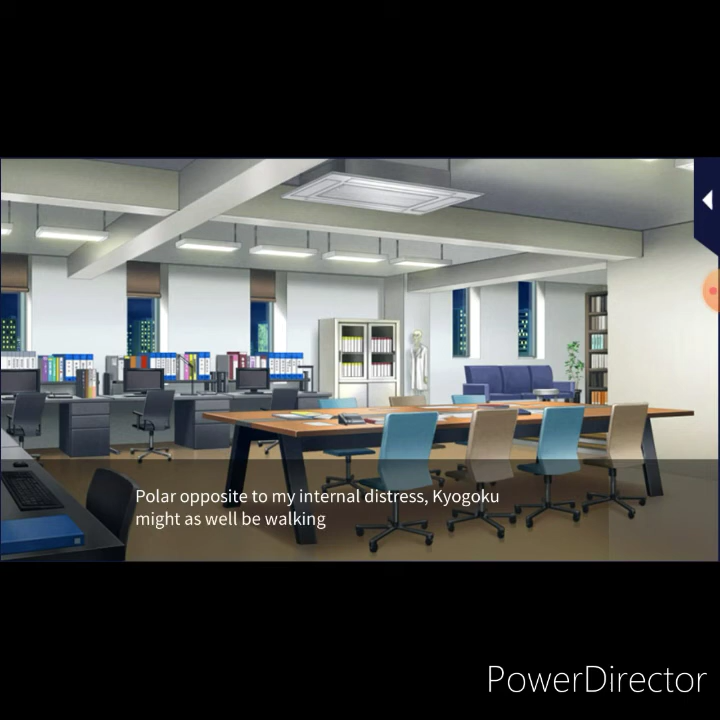 Polar opposite to my internal distress, Kyogoku
might as well be walking
PowerDirector